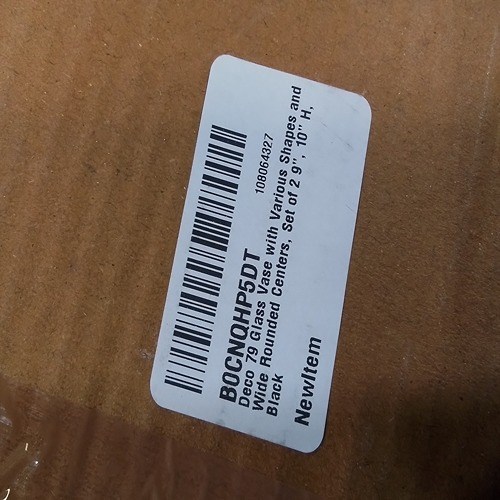 108064327
B0CNQHP5DT
Deco 79 Glass Vase with Various Shapes and
Wide Rounded Centers, Set of 2 9", 10" H,
Black
NewItem